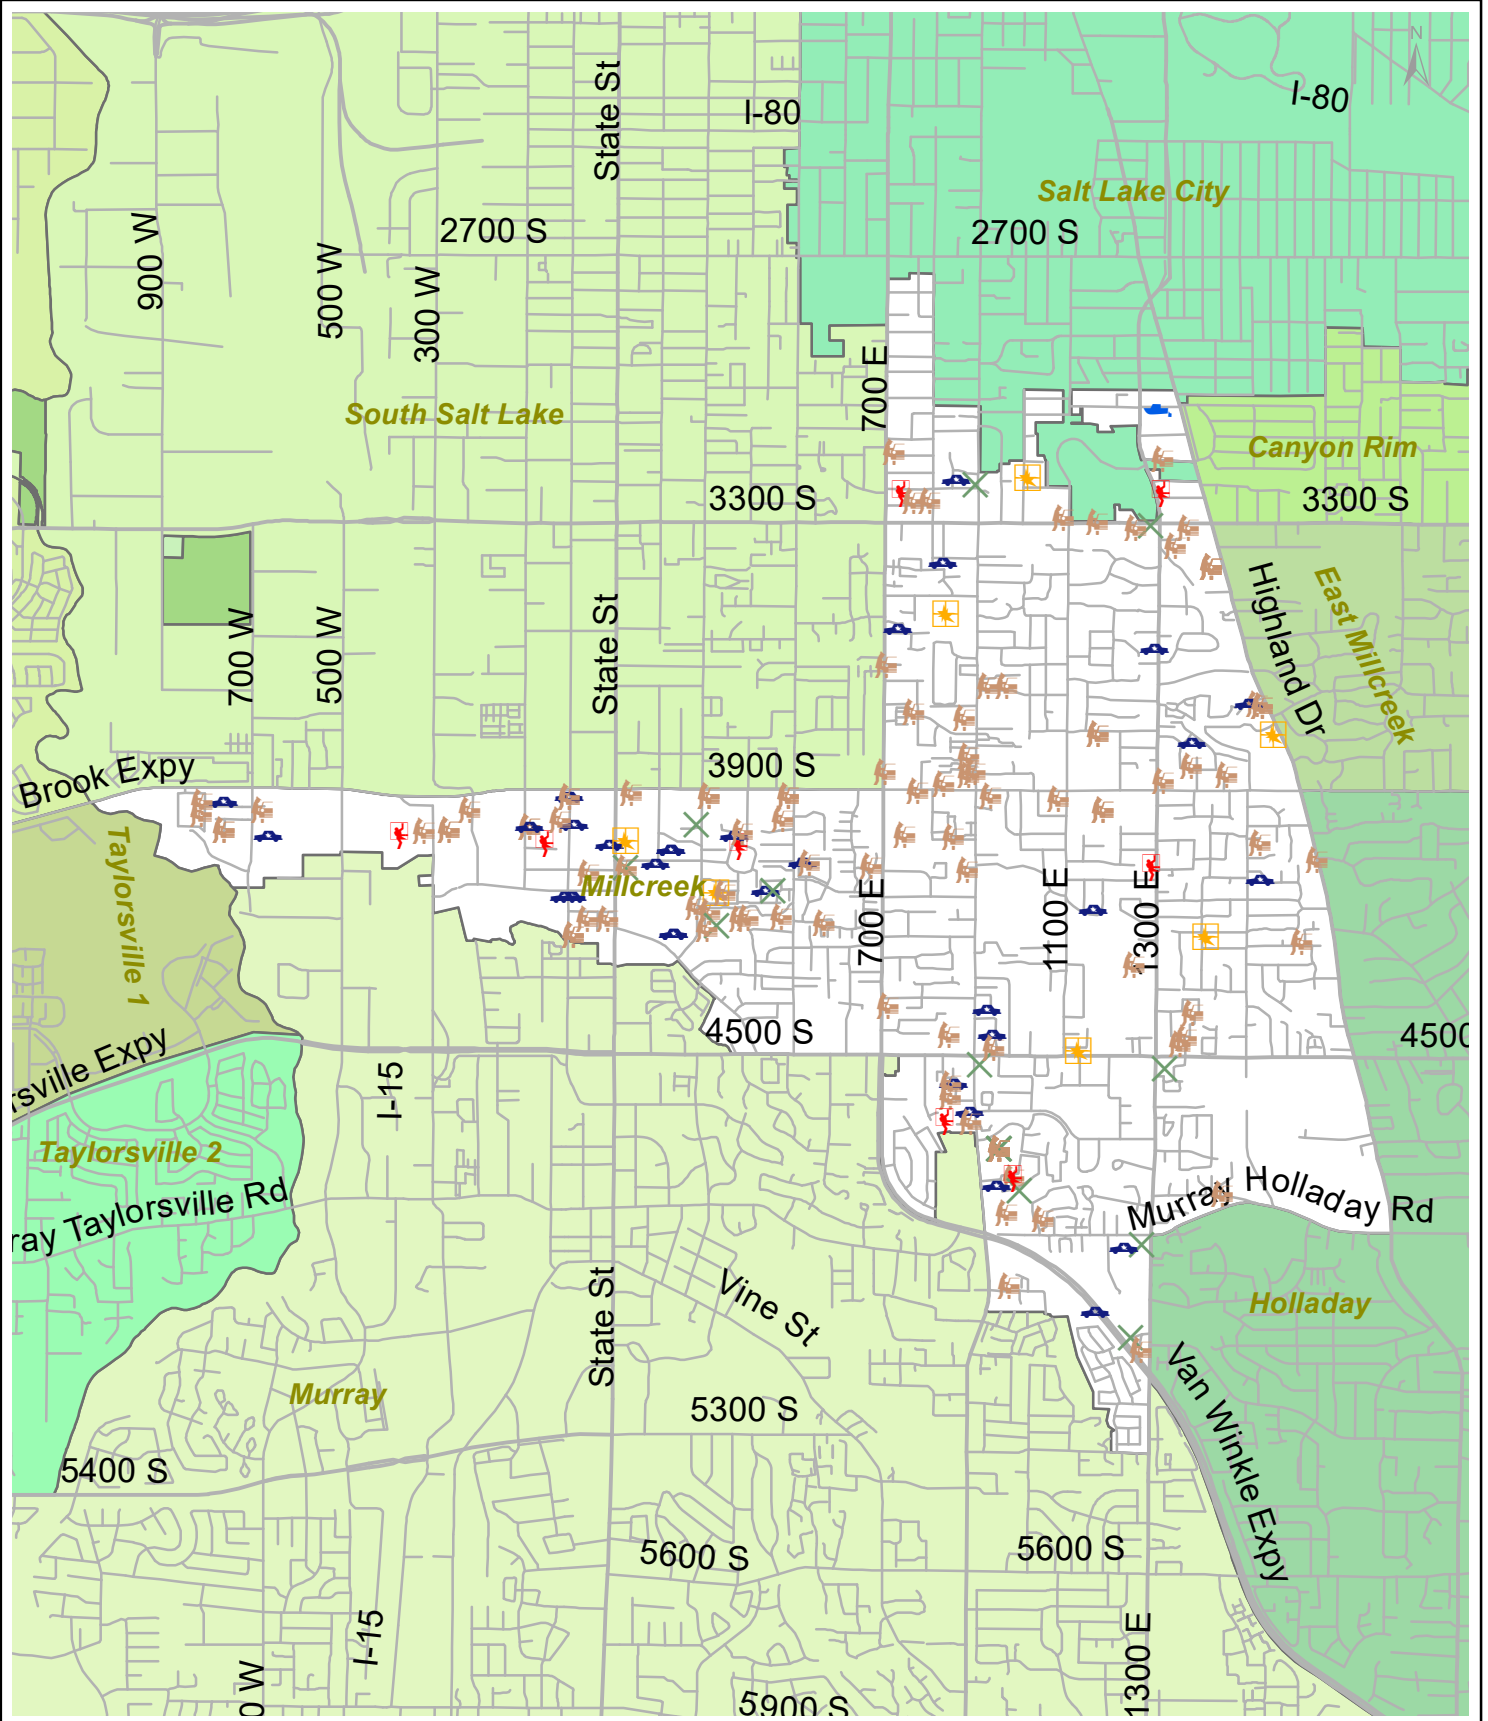 N
I-80
I-80
State St
Salt Lake City
2700 S
2700 S
900 W
500 W
300 W
700 E
South Salt Lake
Canyon Rim
3300 S
3300 S
Highland Dr
East Millcreek
700 W
500 W
State St
3900 S
Brook Expy
Taylorsville 1
Millcreek
700 E
1100 E
1300 E
4500 S
4500
rsville Expy
I-15
Taylorsville 2
ray Taylorsville Rd
Murray Holladay Rd
State St
Vine St
Holladay
Murray
5300 S
Van Winkle Expy
5400 S
5600 S
5600 S
I-15
0 W
1300 E
5900 S